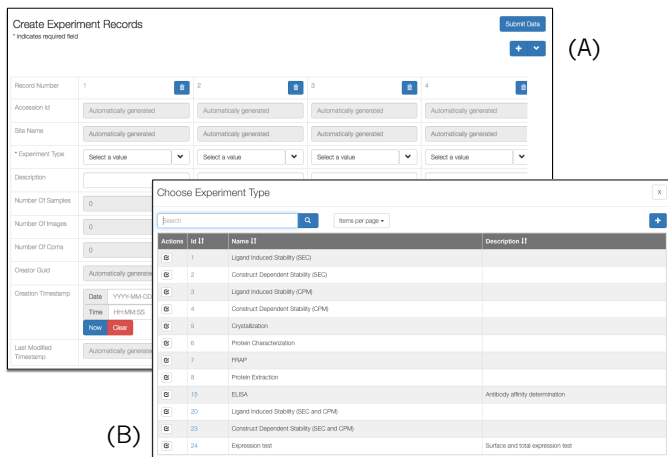 Create Experiment Records
* indicates required field
Submit Data
(A)
Record Number 1 2 3 4
Accession Id Automatically generated Automatically generated Automatically generated Automatically generated
Site Name Automatically generated Automatically generated Automatically generated Automatically generated
* Experiment Type Select a value Select a value Select a value Select a value
Description
Number Of Samples 0
Number Of Images 0
Number Of Cpms 0
Creator Guid Automatically generate
Creation Timestamp Date YYYY-MM-DD
Time HH:MM:SS
Now Clear
Last Modified Timestamp Automatically generate
Choose Experiment Type X
Search Items per page
Actions Id Name Description
1 Ligand Induced Stability (SEC)
2 Construct Dependent Stability (SEC)
3 Ligand Induced Stability (CPM)
4 Construct Dependent Stability (CPM)
5 Crystallization
6 Protein Characterization
7 FRAP
8 Protein Extraction
15 ELISA Antibody affinity determination
20 Ligand Induced Stability (SEC and CPM)
23 Construct Dependent Stability (SEC and CPM)
24 Expression test Surface and total expression test
(B)